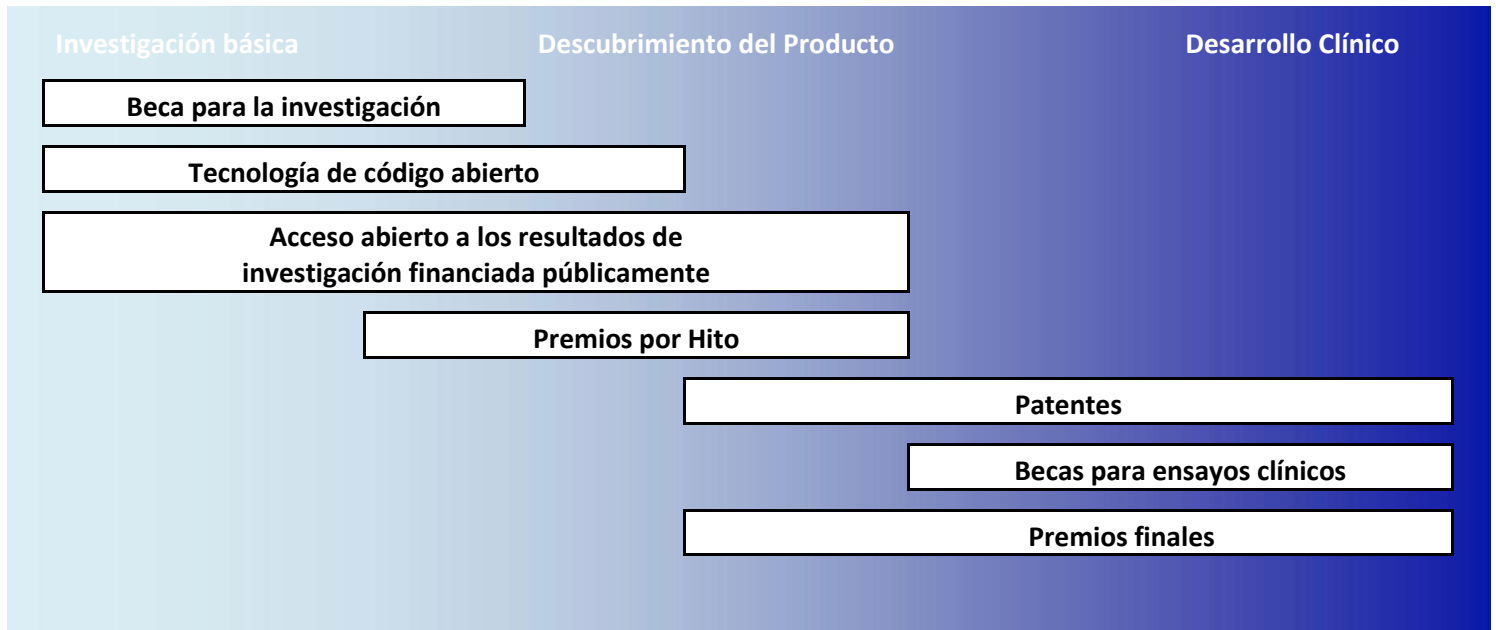 Investigación básica
Descubrimiento del Producto
Desarrollo Clínico
Beca para la investigación
Tecnología de código abierto
Acceso abierto a los resultados de
investigación financiada públicamente
Premios por Hito
Patentes
Becas para ensayos clínicos
Premios finales